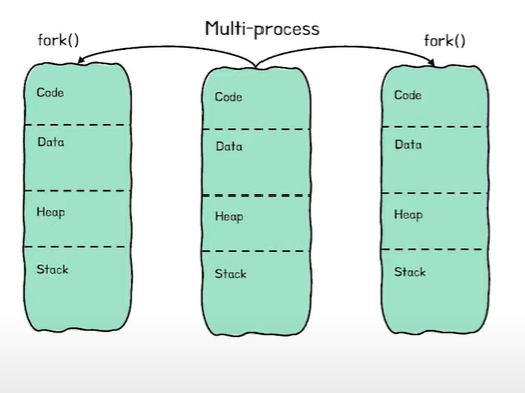 Multi-process
fork()
fork()
Code
Data
Heap
Stack
Code
Data
Heap
Stack
Code
Data
Heap
Stack